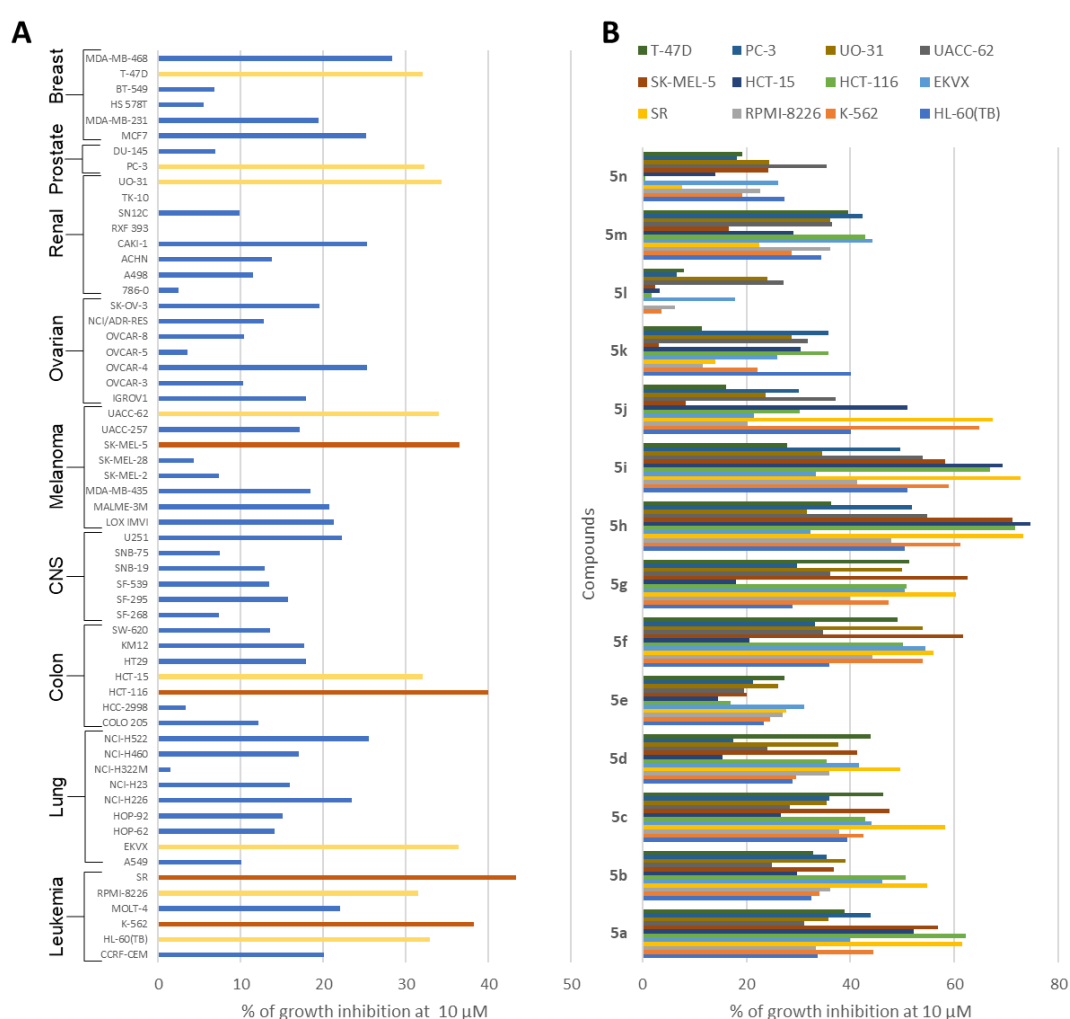 A
Breast
MDA-MB-468
T-47D
BT-549
HS 578T
MDA-MB-231
MCF7
Prostate
DU-145
PC-3
Renal
UO-31
TK-10
SN12C
RXF 393
CAKI-1
ACHN
A498
786-0
Ovarian
SK-OV-3
NCI/ADR-RES
OVCAR-8
OVCAR-5
OVCAR-4
OVCAR-3
IGROV1
Melanoma
UACC-62
UACC-257
SK-MEL-5
SK-MEL-28
SK-MEL-2
MDA-MB-435
MALME-3M
LOX IMVI
CNS
U251
SNB-75
SNB-19
SF-539
SF-295
SF-268
Colon
SW-620
KM12
HT29
HCT-15
HCT-116
HCC-2998
COLO 205
Lung
NCI-H522
NCI-H460
NCI-H322M
NCI-H23
NCI-H226
HOP-92
HOP-62
EKVX
A549
Leukemia
SR
RPMI-8226
MOLT-4
K-562
HL-60(TB)
CCRF-CEM
0 10 20 30 40 50
% of growth inhibition at 10 µM
B
T-47D PC-3 UO-31 UACC-62
SK-MEL-5 HCT-15 HCT-116 EKVX
SR RPMI-8226 K-562 HL-60(TB)
Compounds
5n
5m
5l
5k
5j
5i
5h
5g
5f
5e
5d
5c
5b
5a
0 20 40 60 80
% of growth inhibition at 10 µM